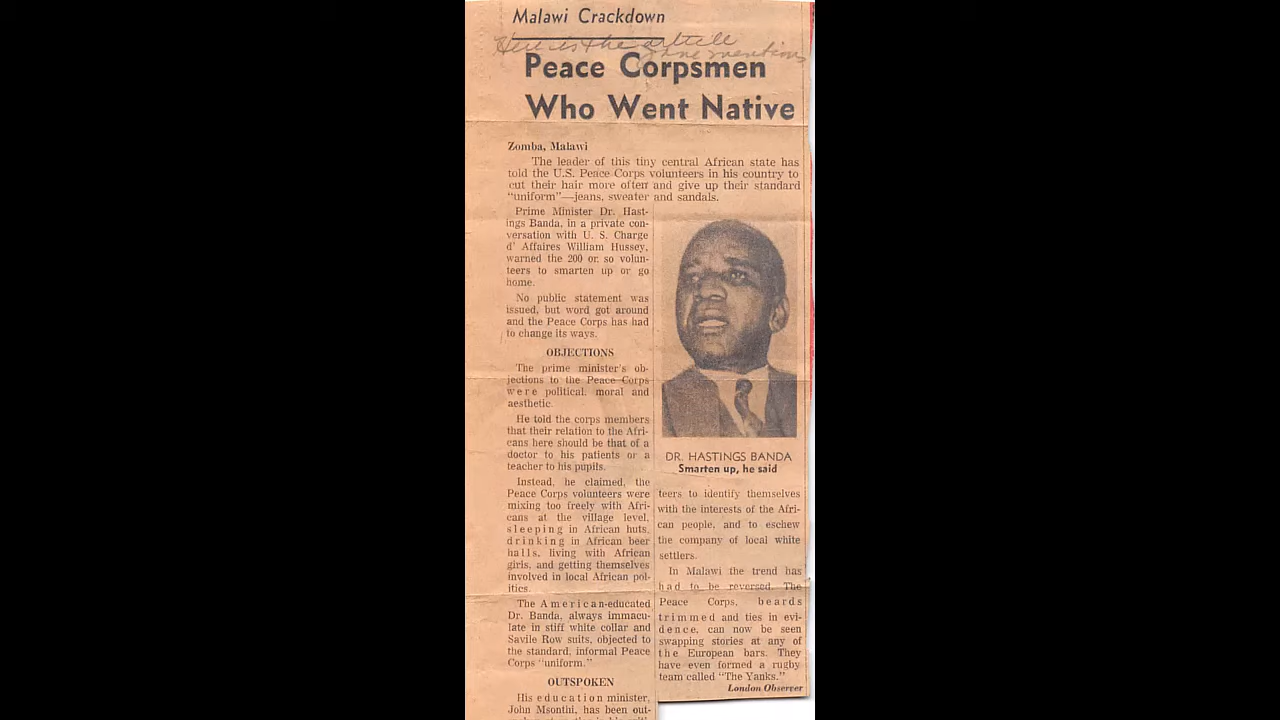 Malawi Crackdown
Here is the article
Jane mentions
Peace Corpsmen
Who Went Native
Zomba, Malawi
The leader of this tiny central African state has
told the U.S. Peace Corps volunteers in his country to
cut their hair more often and give up their standard
“uniform”—jeans, sweater and sandals.
Prime Minister Dr. Hast-
ings Banda, in a private con-
versation with U. S. Charge
d' Affaires William Hussey,
warned the 200 or so volun-
teers to smarten up or go
home.
No public statement was
issued, but word got around
and the Peace Corps has had
to change its ways.
OBJECTIONS
The prime minister's ob-
jections to the Peace Corps
were political, moral and
aesthetic.
He told the corps members
that their relation to the Afri-
cans here should be that of a
doctor to his patients or a
teacher to his pupils.
Instead, he claimed, the
Peace Corps volunteers were
mixing too freely with Afri-
cans at the village level,
sleeping in African huts,
drinking in African beer
halls, living with African
girls, and getting themselves
involved in local African pol-
itics.
The American-educated
Dr. Banda, always immacu-
late in stiff white collar and
Savile Row suits, objected to
the standard, informal Peace
Corps “uniform.”
OUTSPOKEN
His education minister,
John Msonthi, has been out-
DR. HASTINGS BANDA
Smarten up, he said
teers to identify themselves
with the interests of the Afri-
can people, and to eschew
the company of local white
settlers.
In Malawi the trend has
had to be reversed. The
Peace Corps, beards
trimmed and ties in evi-
dence, can now be seen
swapping stories at any of
the European bars. They
have even formed a rugby
team called “The Yanks.”
London Observer